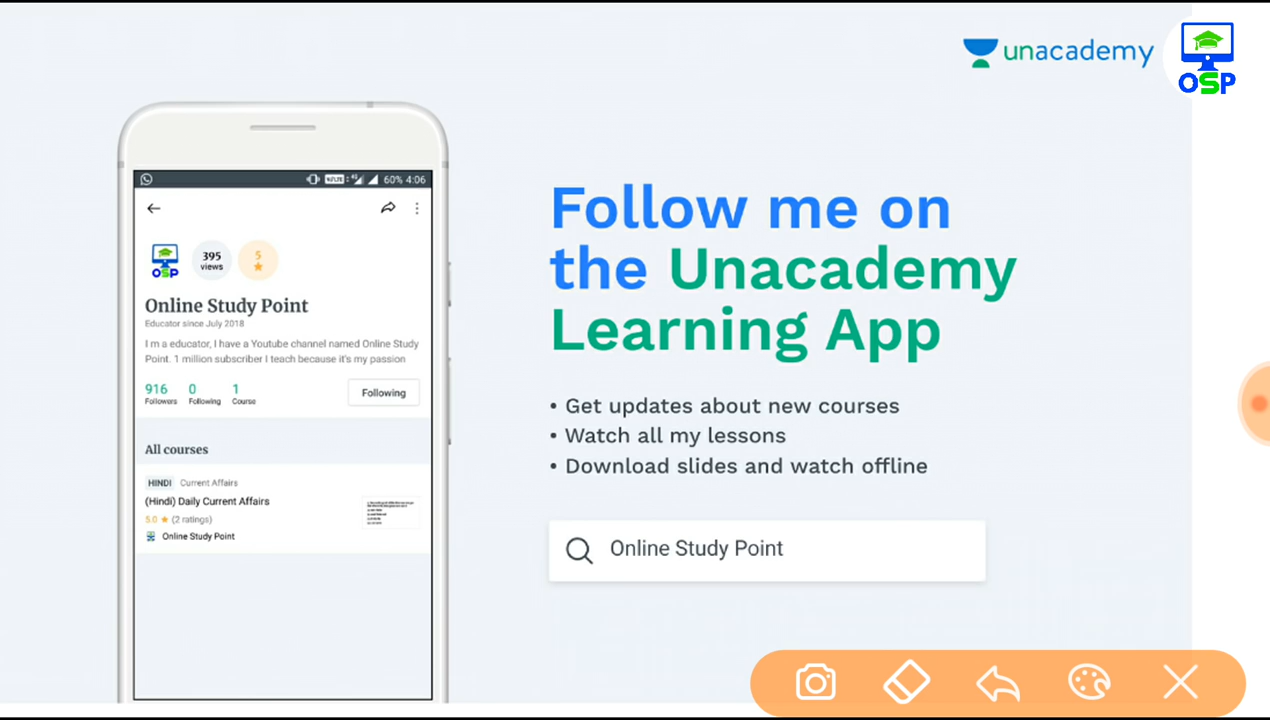 unacademy
OSP
60% 4:06
OSP
395
views
5
Online Study Point
Educator since July 2018
I m a educator, I have a Youtube channel named Online Study
Point. 1 million subscriber I teach because it's my passion
916 0 1
Followers Following Course
Following
All courses
HINDI Current Affairs
(Hindi) Daily Current Affairs
5.0 ★ (2 ratings)
Online Study Point
Follow me on
the Unacademy
Learning App
• Get updates about new courses
• Watch all my lessons
• Download slides and watch offline
Online Study Point